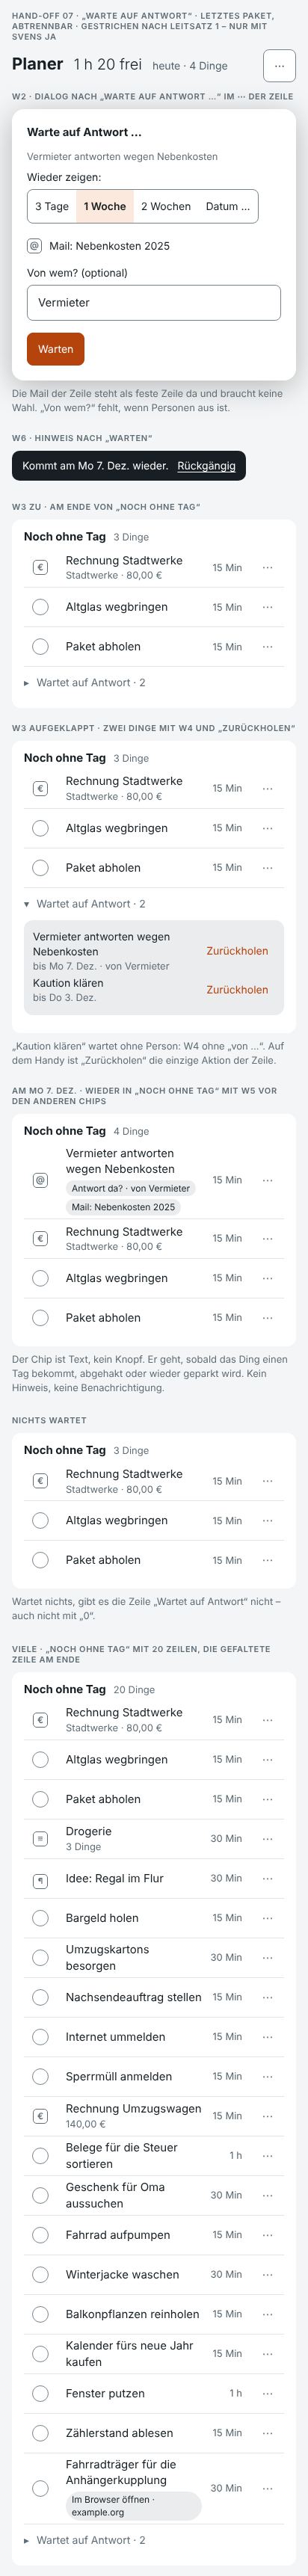 HAND-OFF 07 · „WARTE AUF ANTWORT“ · LETZTES PAKET,
ABTRENNBAR · GESTRICHEN NACH LEITSATZ 1 – NUR MIT
SVENS JA
Planer 1 h 20 frei heute · 4 Dinge ···
W2 · DIALOG NACH „WARTE AUF ANTWORT …“ IM ··· DER ZEILE
Warte auf Antwort …
Vermieter antworten wegen Nebenkosten
Wieder zeigen:
3 Tage 1 Woche 2 Wochen Datum …
@ Mail: Nebenkosten 2025
Von wem? (optional)
Vermieter
Warten
Die Mail der Zeile steht als feste Zeile da und braucht keine
Wahl. „Von wem?“ fehlt, wenn Personen aus ist.
W6 · HINWEIS NACH „WARTEN“
Kommt am Mo 7. Dez. wieder. Rückgängig
W3 ZU · AM ENDE VON „NOCH OHNE TAG“
Noch ohne Tag 3 Dinge
€ Rechnung Stadtwerke 15 Min ···
Stadtwerke · 80,00 €
Altglas wegbringen 15 Min ···
Paket abholen 15 Min ···
▸ Wartet auf Antwort · 2
W3 AUFGEKLAPPT · ZWEI DINGE MIT W4 UND „ZURÜCKHOLEN“
Noch ohne Tag 3 Dinge
€ Rechnung Stadtwerke 15 Min ···
Stadtwerke · 80,00 €
Altglas wegbringen 15 Min ···
Paket abholen 15 Min ···
▾ Wartet auf Antwort · 2
Vermieter antworten wegen
Nebenkosten Zurückholen
bis Mo 7. Dez. · von Vermieter
Kaution klären Zurückholen
bis Do 3. Dez.
„Kaution klären“ wartet ohne Person: W4 ohne „von …“. Auf
dem Handy ist „Zurückholen“ die einzige Aktion der Zeile.
AM MO 7. DEZ. · WIEDER IN „NOCH OHNE TAG“ MIT W5 VOR
DEN ANDEREN CHIPS
Noch ohne Tag 4 Dinge
Vermieter antworten
wegen Nebenkosten
@ Antwort da? · von Vermieter 15 Min ···
Mail: Nebenkosten 2025
€ Rechnung Stadtwerke 15 Min ···
Stadtwerke · 80,00 €
Altglas wegbringen 15 Min ···
Paket abholen 15 Min ···
Der Chip ist Text, kein Knopf. Er geht, sobald das Ding einen
Tag bekommt, abgehakt oder wieder geparkt wird. Kein
Hinweis, keine Benachrichtigung.
NICHTS WARTET
Noch ohne Tag 3 Dinge
€ Rechnung Stadtwerke 15 Min ···
Stadtwerke · 80,00 €
Altglas wegbringen 15 Min ···
Paket abholen 15 Min ···
Wartet nichts, gibt es die Zeile „Wartet auf Antwort“ nicht –
auch nicht mit „0“.
VIELE · „NOCH OHNE TAG“ MIT 20 ZEILEN, DIE GEFALTETE
ZEILE AM ENDE
Noch ohne Tag 20 Dinge
€ Rechnung Stadtwerke 15 Min ···
Stadtwerke · 80,00 €
Altglas wegbringen 15 Min ···
Paket abholen 15 Min ···
≡ Drogerie 30 Min ···
3 Dinge
¶ Idee: Regal im Flur 30 Min ···
Bargeld holen 15 Min ···
Umzugskartons
besorgen 30 Min ···
Nachsendeauftrag stellen 15 Min ···
Internet ummelden 15 Min ···
Sperrmüll anmelden 15 Min ···
€ Rechnung Umzugswagen 15 Min ···
140,00 €
Belege für die Steuer
sortieren 1 h ···
Geschenk für Oma
aussuchen 30 Min ···
Fahrrad aufpumpen 15 Min ···
Winterjacke waschen 30 Min ···
Balkonpflanzen reinholen 15 Min ···
Kalender fürs neue Jahr
kaufen 15 Min ···
Fenster putzen 1 h ···
Zählerstand ablesen 15 Min ···
Fahrradträger für die
Anhängerkupplung 30 Min ···
Im Browser öffnen ·
example.org
▸ Wartet auf Antwort · 2